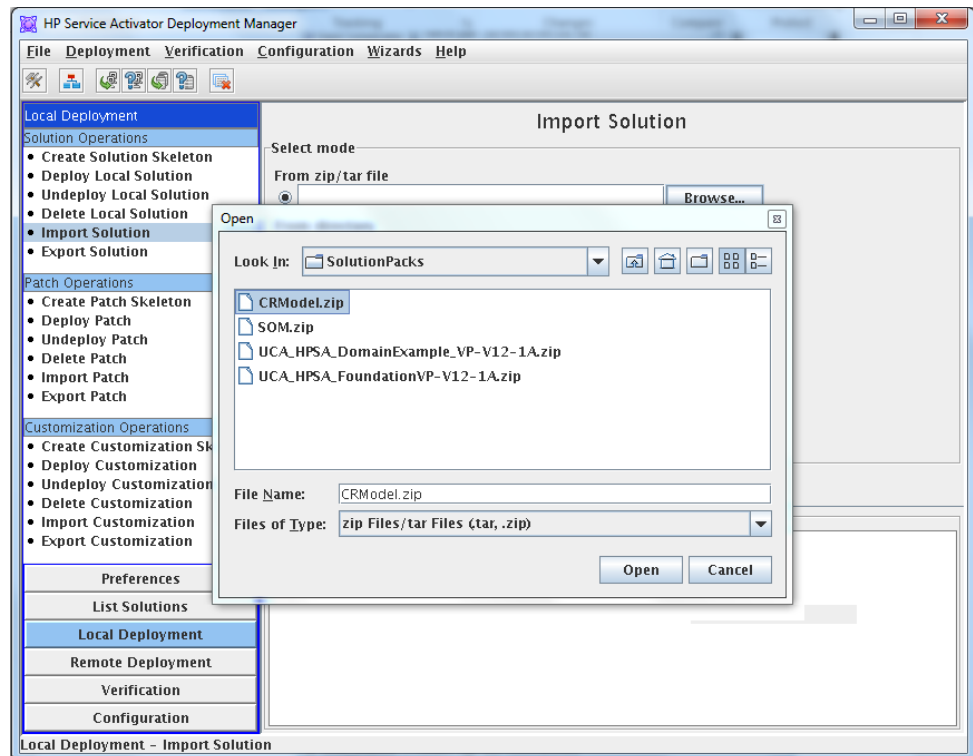 HP Service Activator Deployment Manager
File Deployment Verification Configuration Wizards Help
Local Deployment
Solution Operations
• Create Solution Skeleton
• Deploy Local Solution
• Undeploy Local Solution
• Delete Local Solution
• Import Solution
• Export Solution
Patch Operations
• Create Patch Skeleton
• Deploy Patch
• Undeploy Patch
• Delete Patch
• Import Patch
• Export Patch
Customization Operations
• Create Customization Sk
• Deploy Customization
• Undeploy Customization
• Delete Customization
• Import Customization
• Export Customization
Preferences
List Solutions
Local Deployment
Remote Deployment
Verification
Configuration
Import Solution
Select mode
From zip/tar file
Browse...
Open
Look In: SolutionPacks
CRModel.zip
SOM.zip
UCA_HPSA_DomainExample_VP-V12-1A.zip
UCA_HPSA_FoundationVP-V12-1A.zip
File Name: CRModel.zip
Files of Type: zip Files/tar Files (.tar, .zip)
Open Cancel
Local Deployment - Import Solution